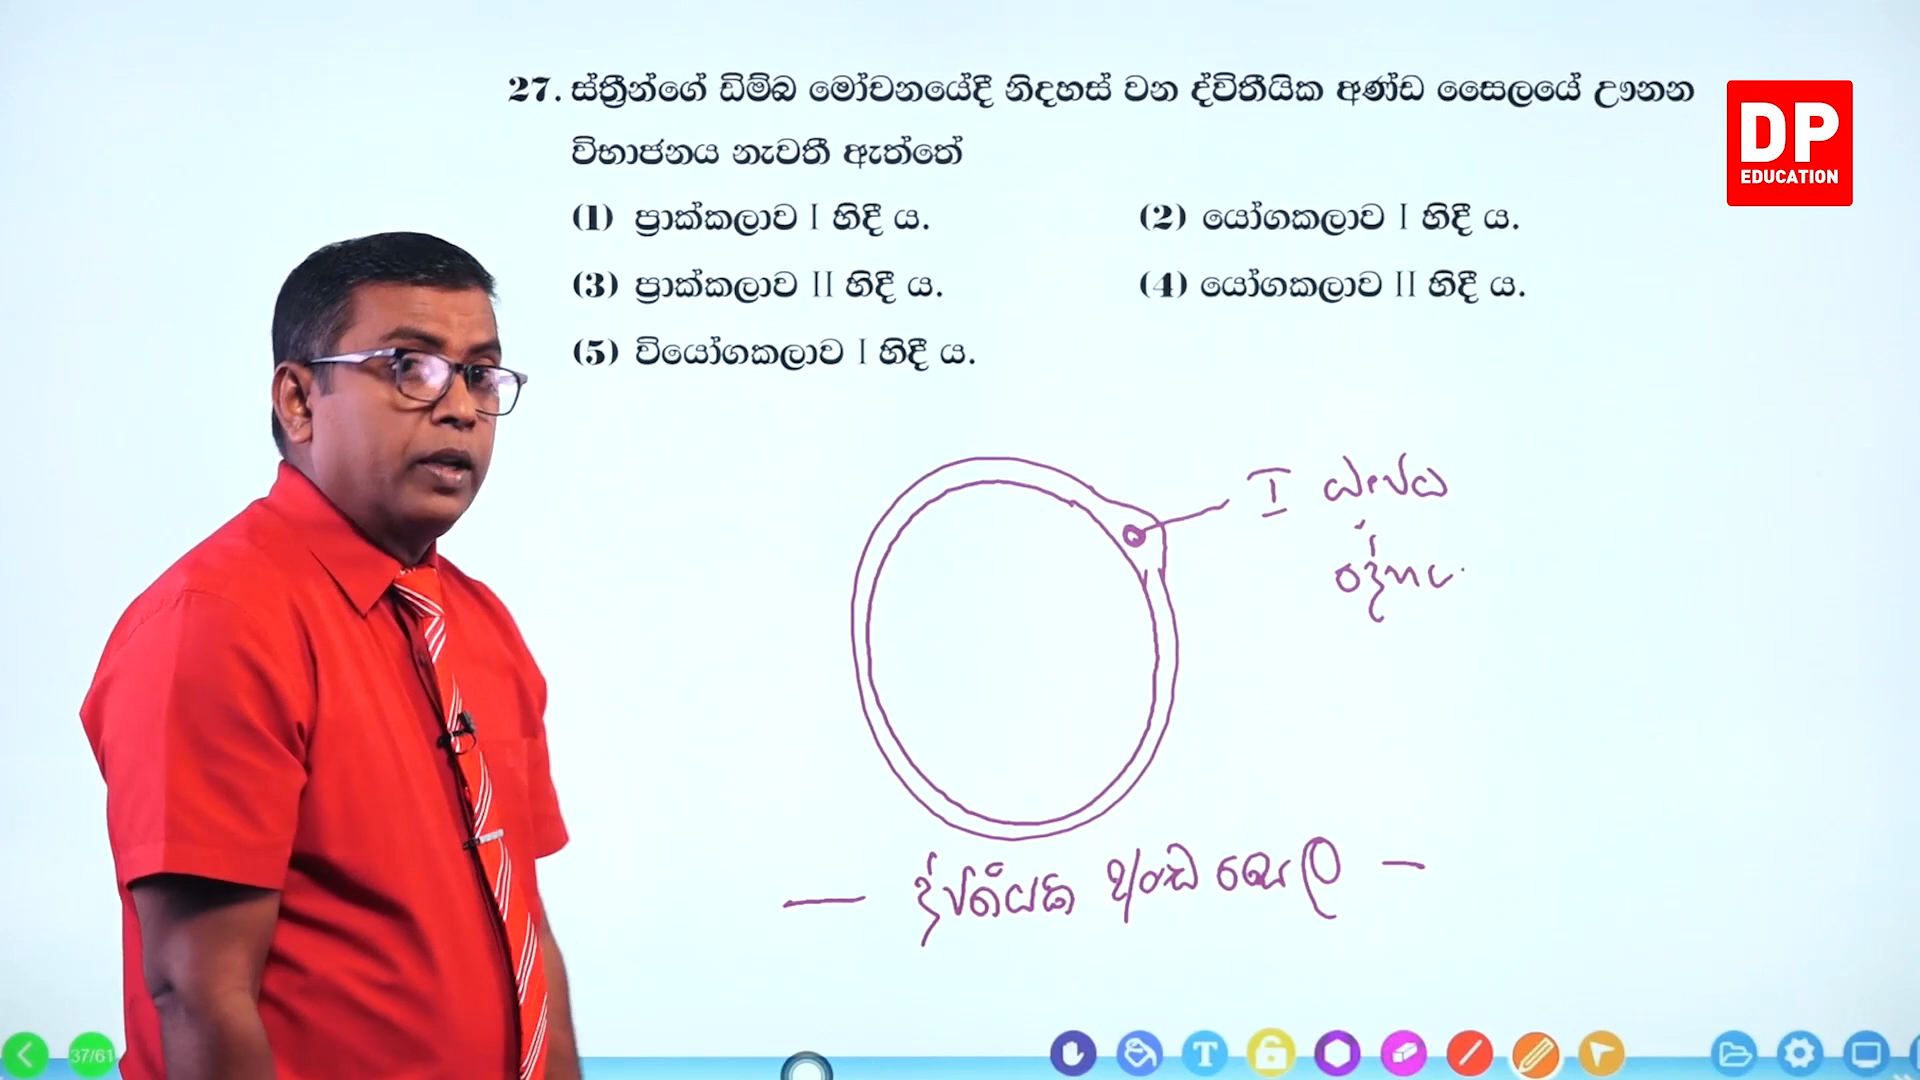 27. ස්ත්‍රීන්ගේ ඩිම්බ මෝචනයේදී නිදහස් වන ද්විතීයික අණ්ඩ සෛලයේ ඌනන
විභාජනය නැවතී ඇත්තේ
(1) ප්‍රාක්කලාව I හිදී ය.
(2) යෝගකලාව I හිදී ය.
(3) ප්‍රාක්කලාව II හිදී ය.
(4) යෝගකලාව II හිදී ය.
(5) වියෝගකලාව I හිදී ය.
DP
EDUCATION
I
අණ්ඩ සෛල
37/61
T